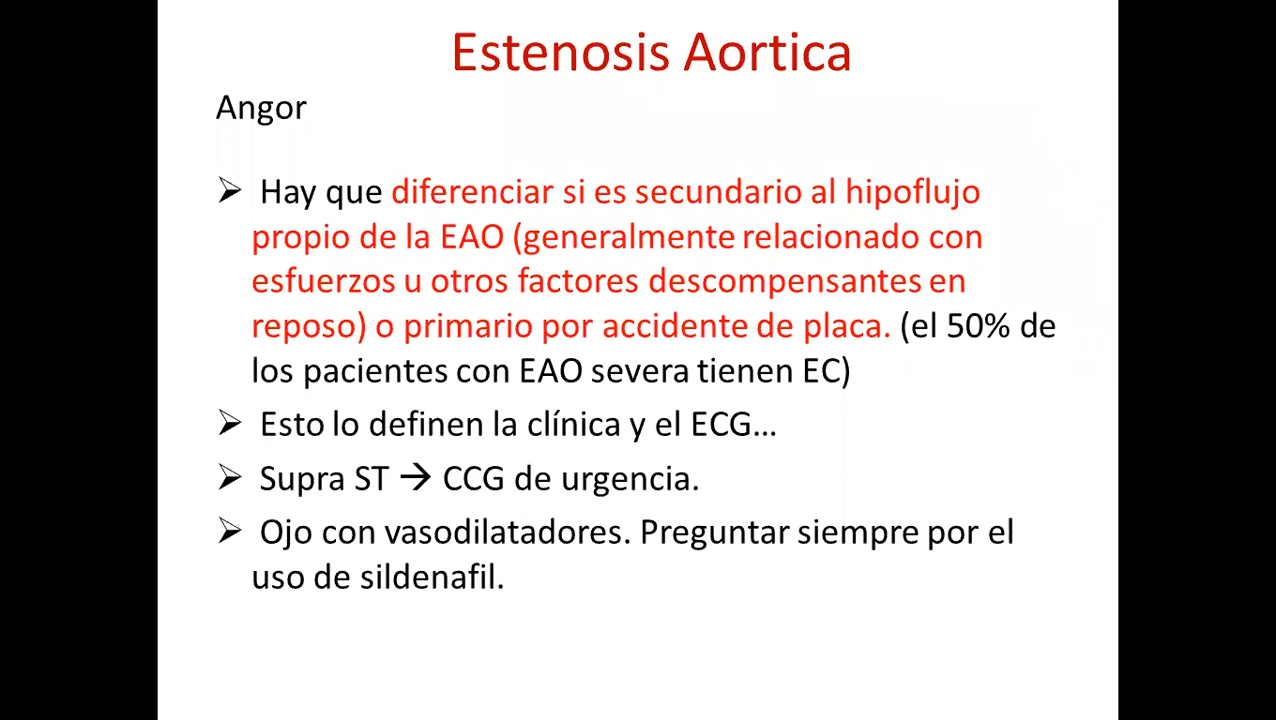 Estenosis Aortica
Angor
➢ Hay que diferenciar si es secundario al hipoflujo
propio de la EAO (generalmente relacionado con
esfuerzos u otros factores descompensantes en
reposo) o primario por accidente de placa. (el 50% de
los pacientes con EAO severa tienen EC)
➢ Esto lo definen la clínica y el ECG…
➢ Supra ST → CCG de urgencia.
➢ Ojo con vasodilatadores. Preguntar siempre por el
uso de sildenafil.